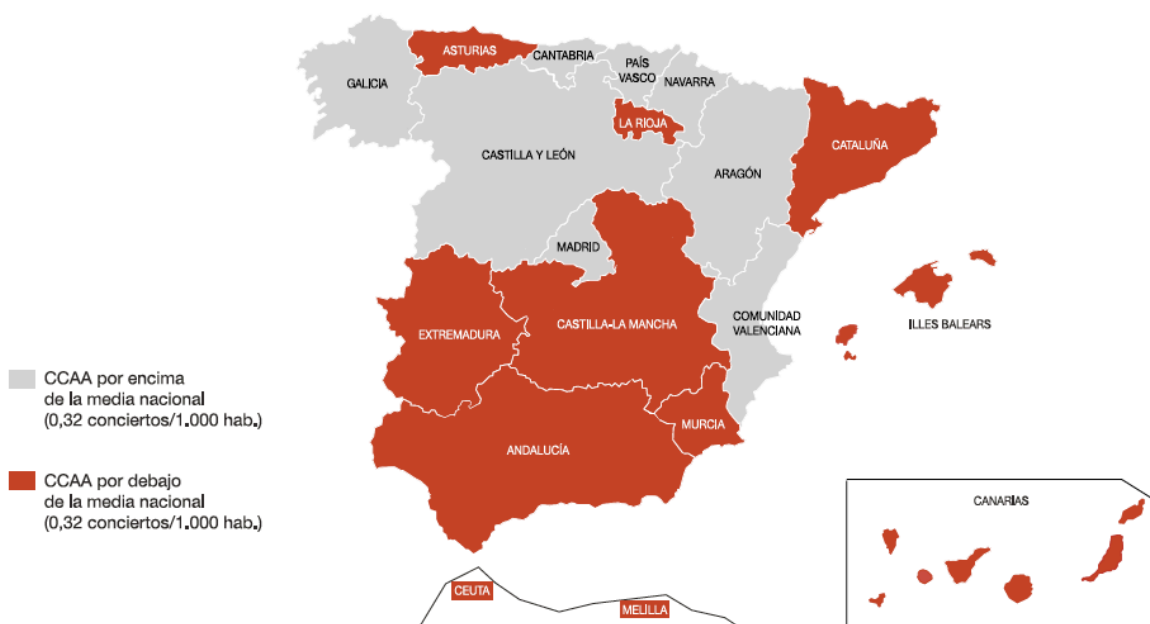 ASTURIAS
CANTABRIA
PAÍS
VASCO
NAVARRA
GALICIA
LA RIOJA
CATALUÑA
CASTILLA Y LEÓN
ARAGÓN
MADRID
COMUNIDAD
VALENCIANA
ILLES BALEARS
CASTILLA-LA MANCHA
EXTREMADURA
MURCIA
ANDALUCÍA
CCAA por encima
de la media nacional
(0,32 conciertos/1.000 hab.)
CCAA por debajo
de la media nacional
(0,32 conciertos/1.000 hab.)
CANARIAS
CEUTA
MELILLA